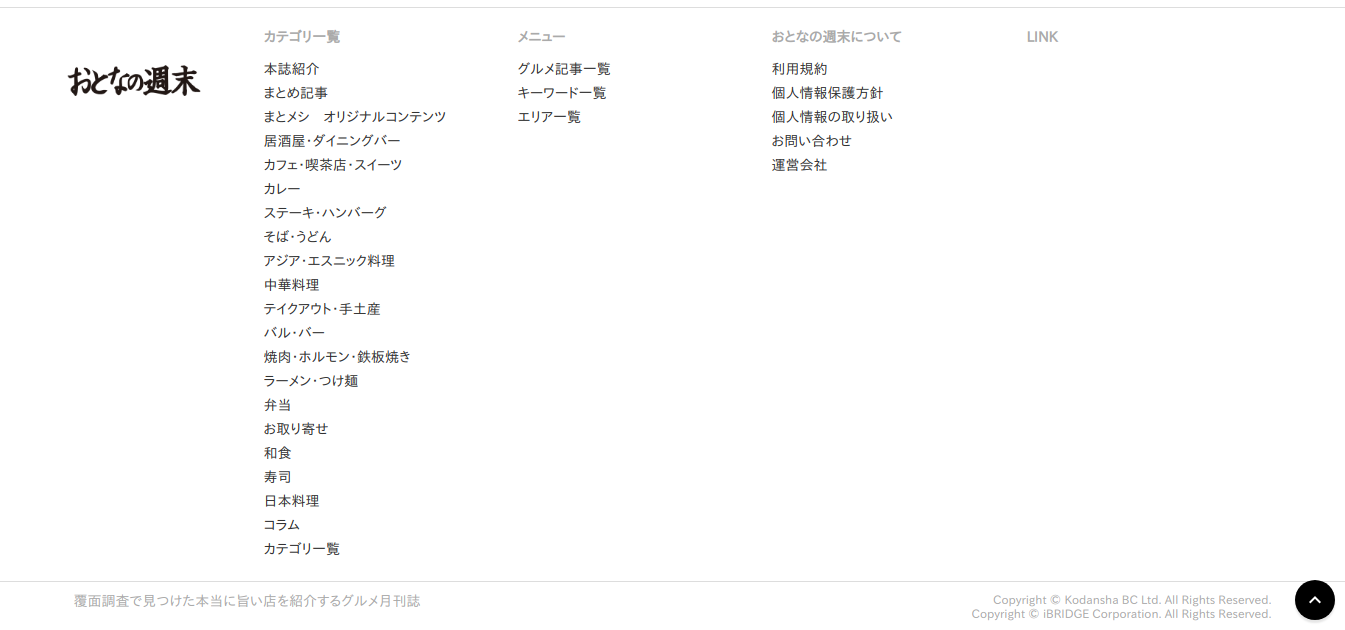 おとなの週末
カテゴリ一覧
本誌紹介
まとめ記事
まとメシ　オリジナルコンテンツ
居酒屋・ダイニングバー
カフェ・喫茶店・スイーツ
カレー
ステーキ・ハンバーグ
そば・うどん
アジア・エスニック料理
中華料理
テイクアウト・手土産
バル・バー
焼肉・ホルモン・鉄板焼き
ラーメン・つけ麺
弁当
お取り寄せ
和食
寿司
日本料理
コラム
カテゴリ一覧
メニュー
グルメ記事一覧
キーワード一覧
エリア一覧
おとなの週末について
利用規約
個人情報保護方針
個人情報の取り扱い
お問い合わせ
運営会社
LINK
覆面調査で見つけた本当に旨い店を紹介するグルメ月刊誌
Copyright © Kodansha BC Ltd. All Rights Reserved.
Copyright © iBRIDGE Corporation. All Rights Reserved.